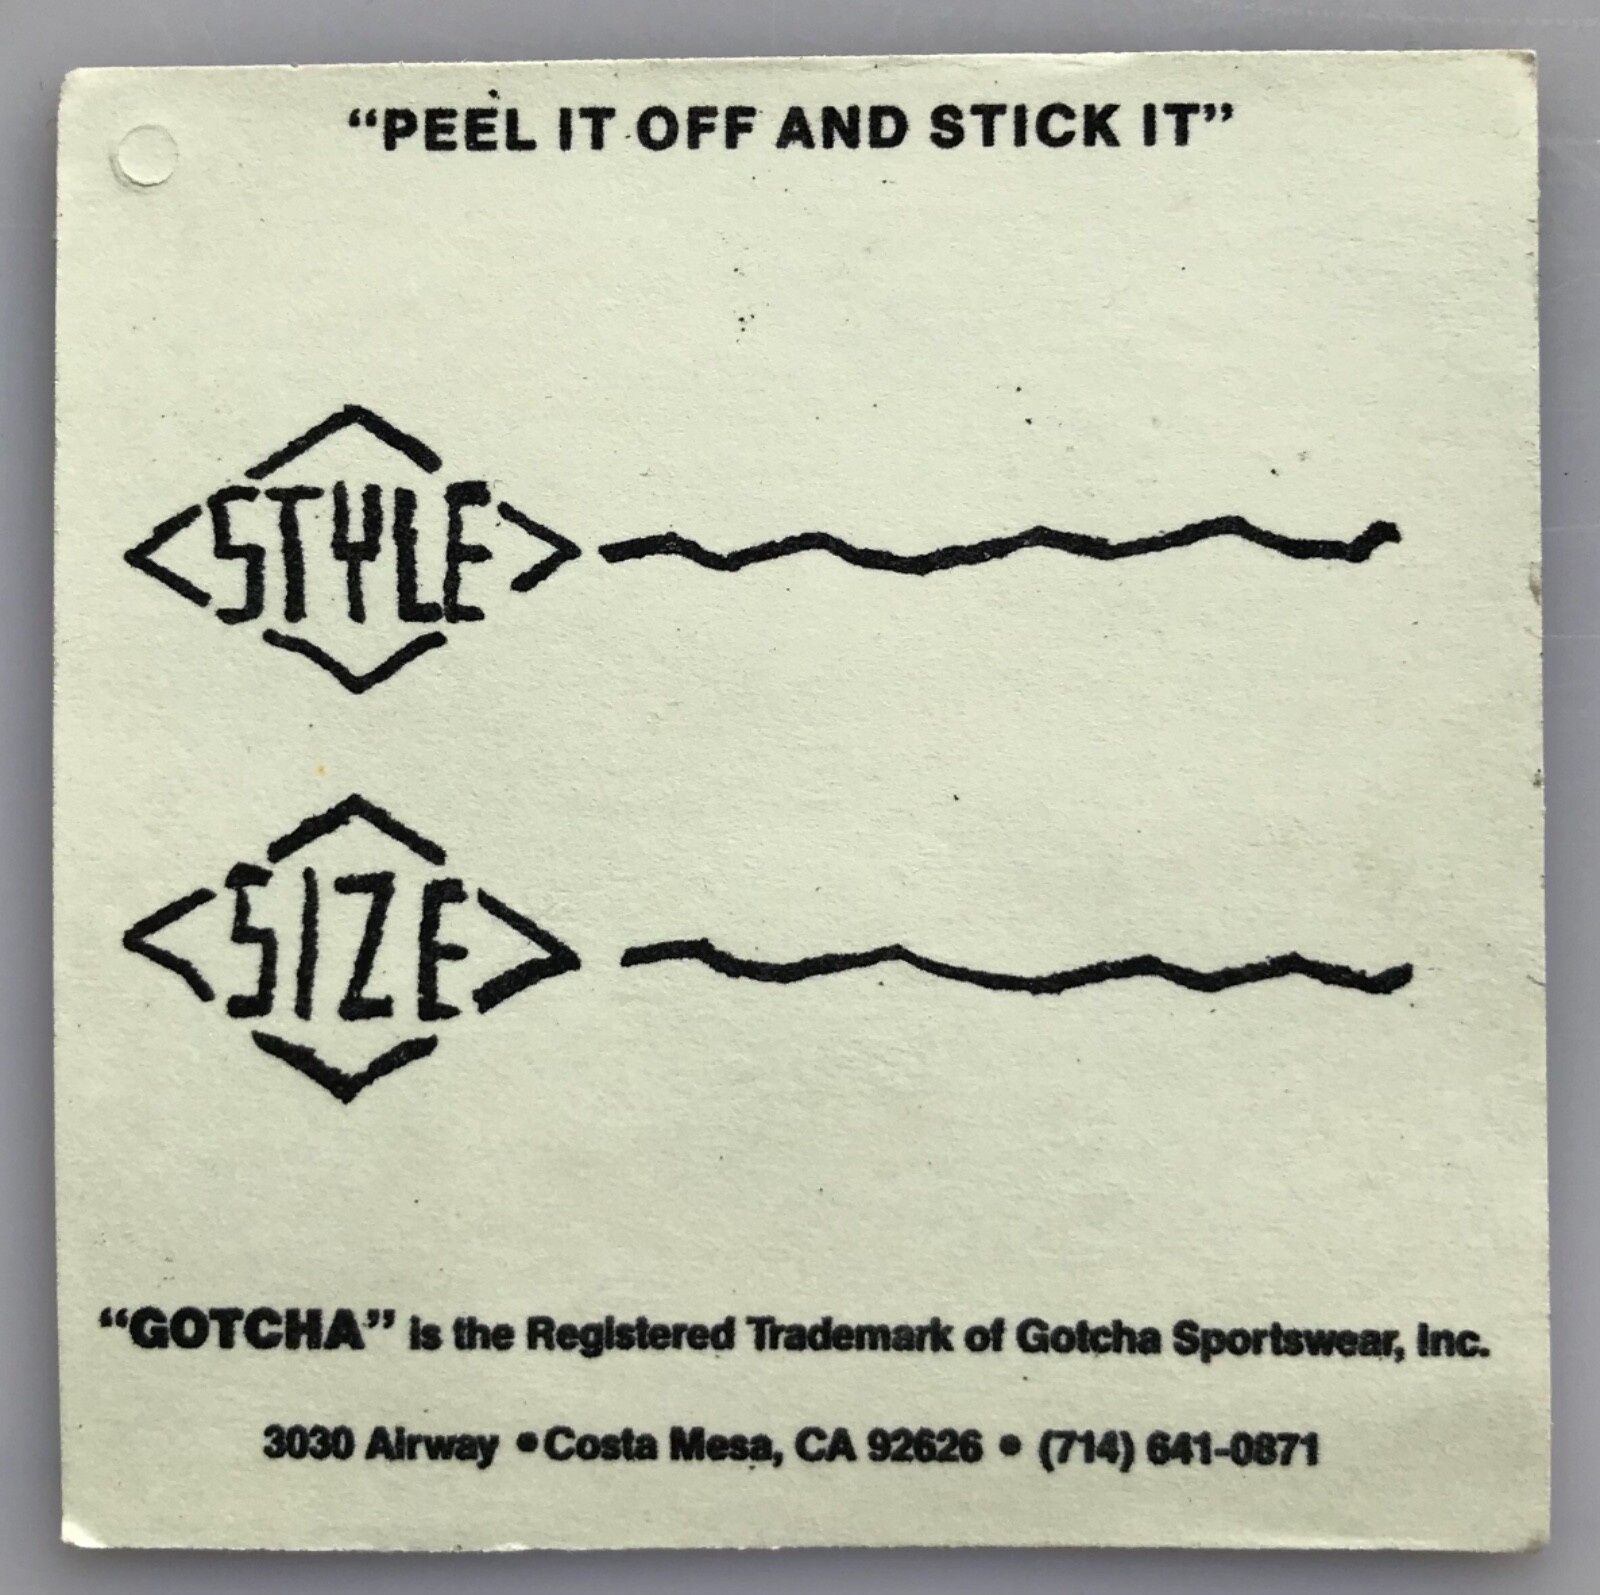 “PEEL IT OFF AND STICK IT”
STYLE
SIZE
“GOTCHA” is the Registered Trademark of Gotcha Sportswear, Inc.
3030 Airway • Costa Mesa, CA 92626 • (714) 641-0871